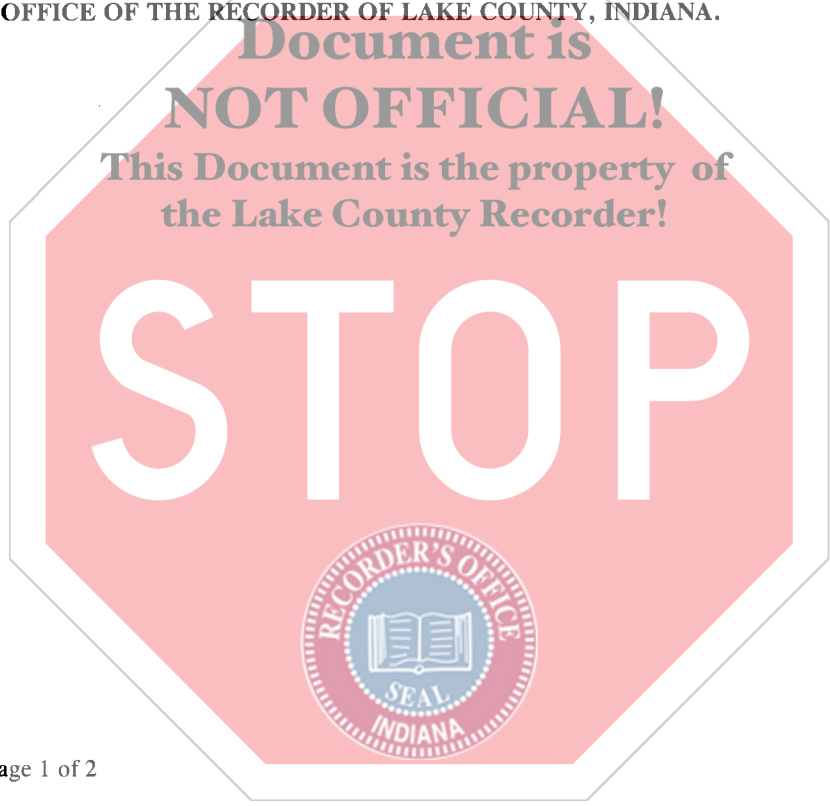 OFFICE OF THE RECORDER OF LAKE COUNTY, INDIANA.
Document is
NOT OFFICIAL!
This Document is the property of
the Lake County Recorder!
STOP
RECORDER'S OFFICE
SEAL
INDIANA
age 1 of 2